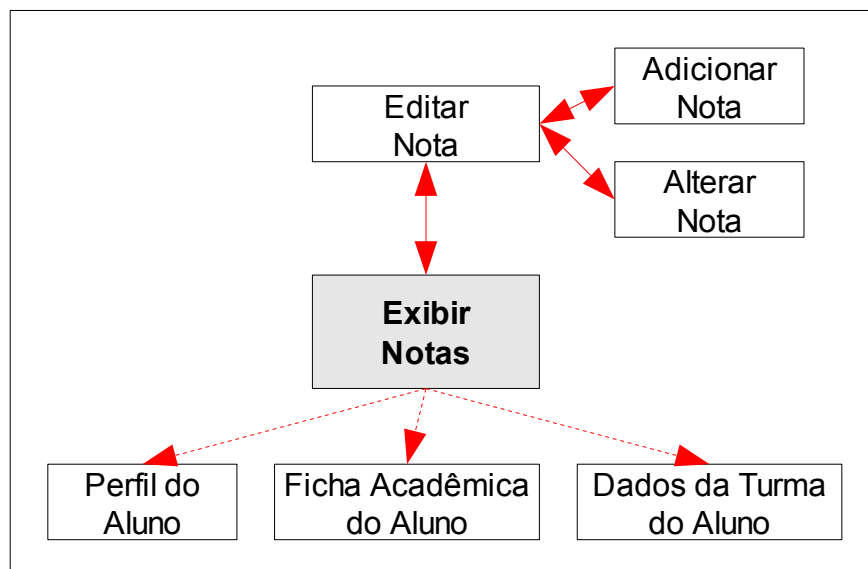 Editar
Nota
Adicionar
Nota
Alterar
Nota
Exibir
Notas
Perfil do
Aluno
Ficha Acadêmica
do Aluno
Dados da Turma
do Aluno